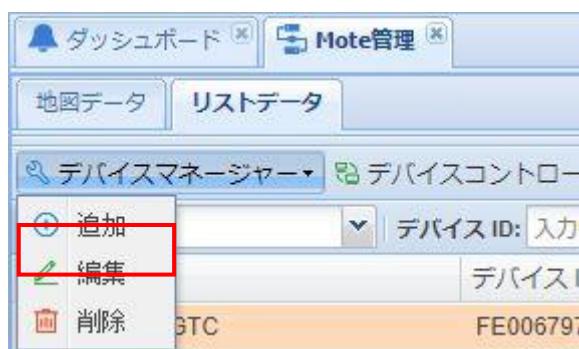 ダッシュボード Mote管理
地図データ リストデータ
デバイスマネージャー デバイスコントロー
追加 デバイス ID: 入力
編集 デバイス I
削除 GTC FE006797